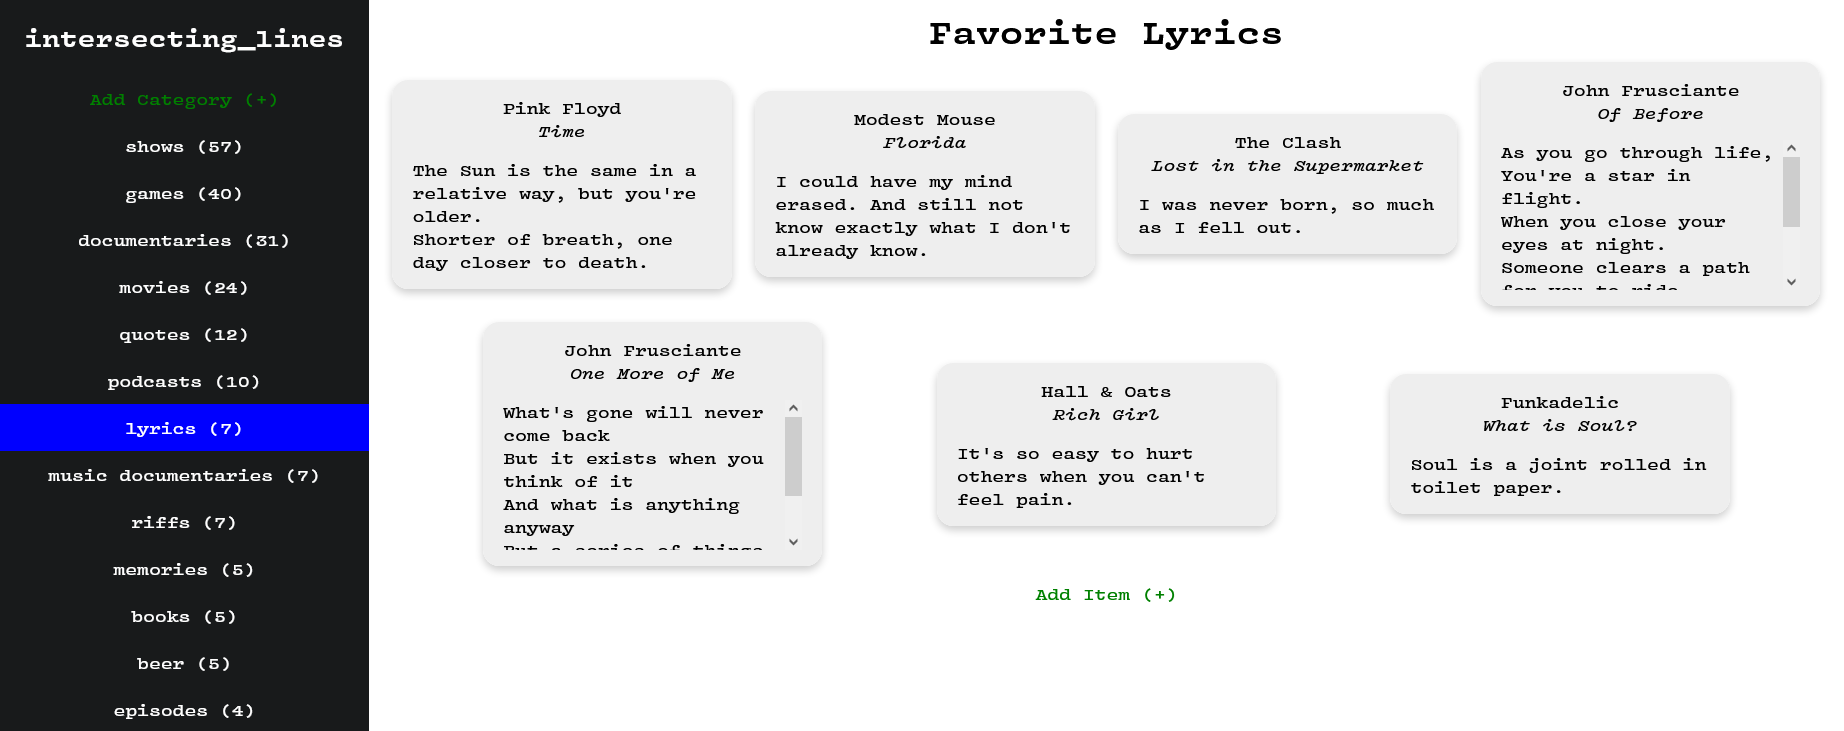 intersecting_lines
Add Category (+)
shows (57)
games (40)
documentaries (31)
movies (24)
quotes (12)
podcasts (10)
lyrics (7)
music documentaries (7)
riffs (7)
memories (5)
books (5)
beer (5)
episodes (4)
Favorite Lyrics
Pink Floyd
Time
The Sun is the same in a
relative way, but you're
older.
Shorter of breath, one
day closer to death.
Modest Mouse
Florida
I could have my mind
erased. And still not
know exactly what I don't
already know.
The Clash
Lost in the Supermarket
I was never born, so much
as I fell out.
John Frusciante
Of Before
As you go through life,
You're a star in
flight.
When you close your
eyes at night.
Someone clears a path
for you to ride
John Frusciante
One More of Me
What's gone will never
come back
But it exists when you
think of it
And what is anything
anyway
But a series of things
Hall & Oats
Rich Girl
It's so easy to hurt
others when you can't
feel pain.
Funkadelic
What is Soul?
Soul is a joint rolled in
toilet paper.
Add Item (+)